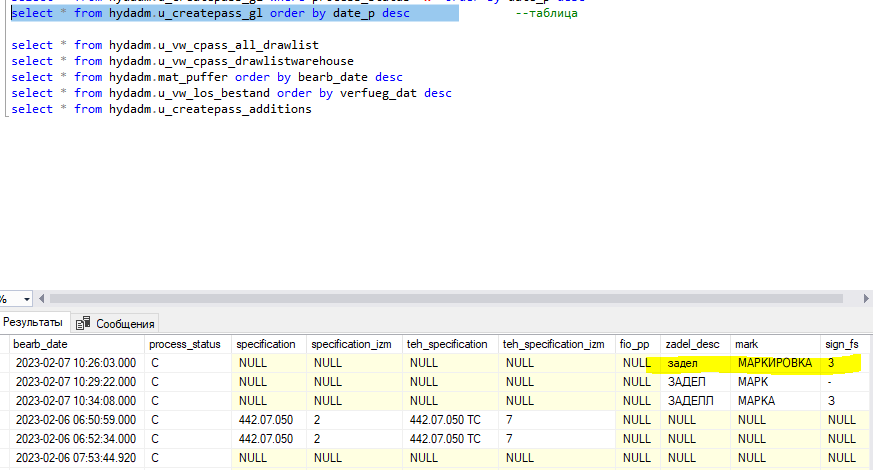 select * from hydadm.u_createpass_gl order by date_p desc --таблица
select * from hydadm.u_vw_cpass_all_drawlist
select * from hydadm.u_vw_cpass_drawlistwarehouse
select * from hydadm.mat_puffer order by bearb_date desc
select * from hydadm.u_vw_los_bestand order by verfueg_dat desc
select * from hydadm.u_createpass_additions
%
Результаты Сообщения
bearb_date process_status specification specification_izm teh_specification teh_specification_izm fio_pp zadel_desc mark sign_fs
2023-02-07 10:26:03.000 C NULL NULL NULL NULL NULL задел МАРКИРОВКА 3
2023-02-07 10:29:22.000 C NULL NULL NULL NULL NULL ЗАДЕЛ МАРК -
2023-02-07 10:34:08.000 C NULL NULL NULL NULL NULL ЗАДЕЛЛ МАРКА 3
2023-02-06 06:50:59.000 C 442.07.050 2 442.07.050 ТС 7 NULL NULL NULL NULL
2023-02-06 06:52:34.000 C 442.07.050 2 442.07.050 ТС 7 NULL NULL NULL NULL
2023-02-06 07:53:44.920 C NULL NULL NULL NULL NULL NULL NULL NULL